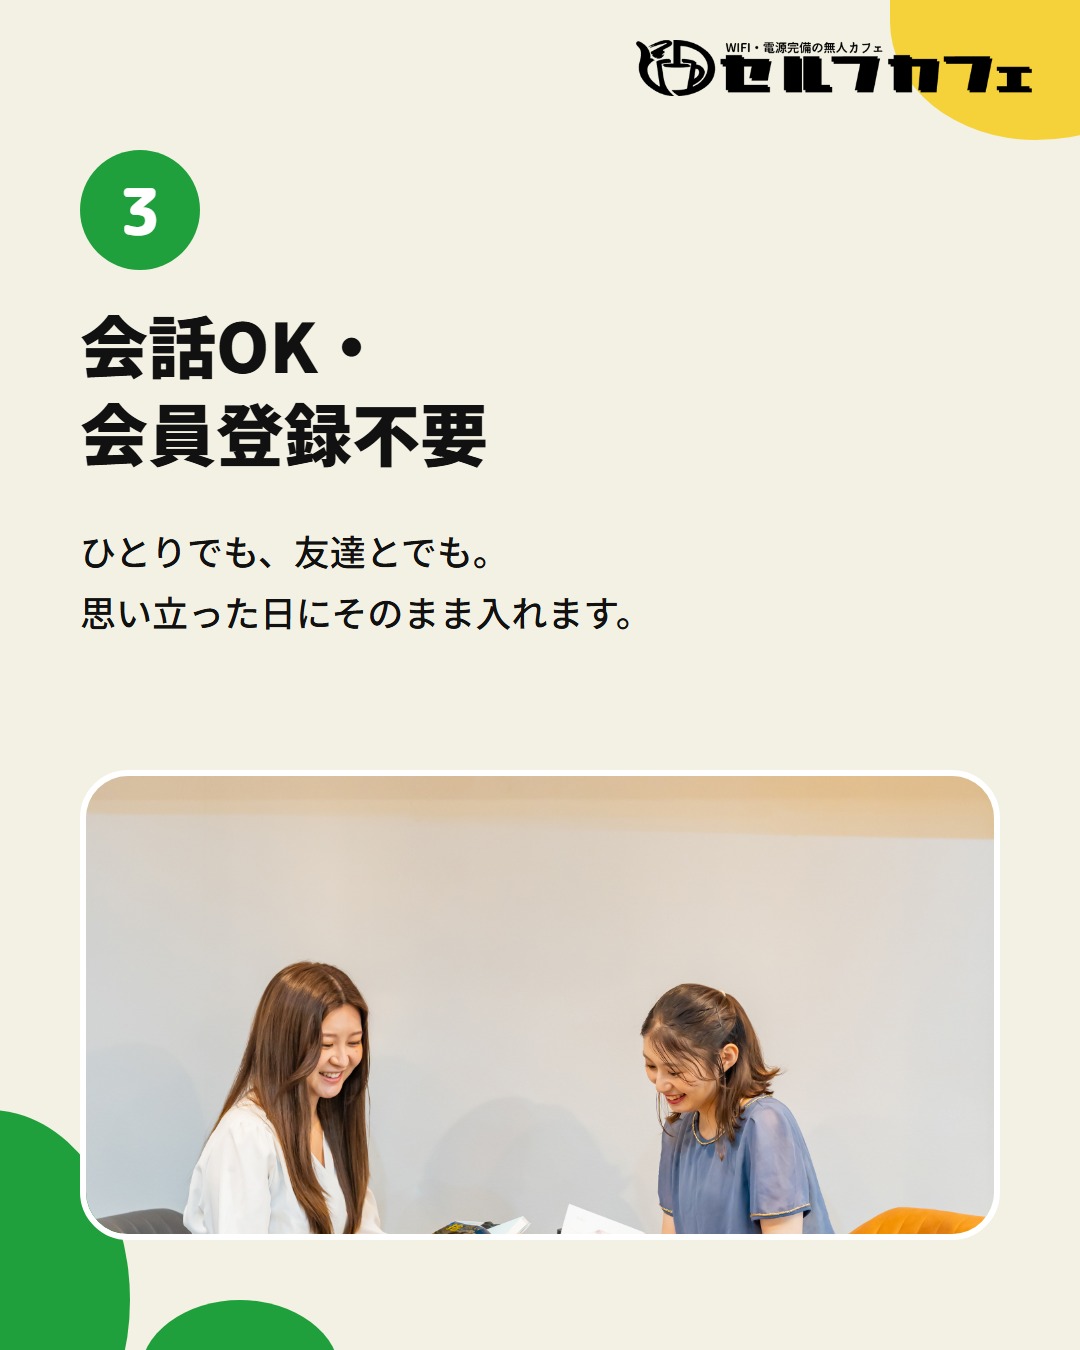 WIFI・電源完備の無人カフェ
セルフカフェ
3
会話OK・
会員登録不要
ひとりでも、友達とでも。
思い立った日にそのまま入れます。